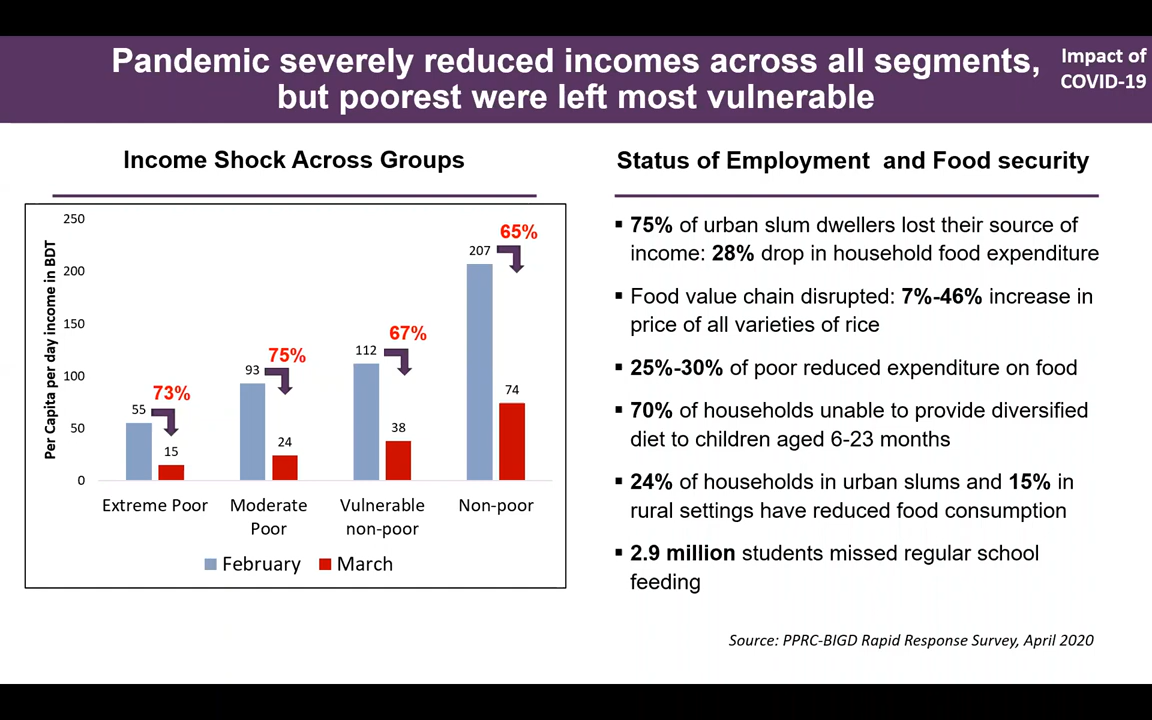 Pandemic severely reduced incomes across all segments,
but poorest were left most vulnerable
Impact of
COVID-19
Income Shock Across Groups
Per Capita per day income in BDT
250
200
150
100
50
0
55
73%
15
93
75%
24
112
67%
38
207
65%
74
Extreme Poor
Moderate
Poor
Vulnerable
non-poor
Non-poor
February
March
Status of Employment and Food security
▪ 75% of urban slum dwellers lost their source of
income: 28% drop in household food expenditure
▪ Food value chain disrupted: 7%-46% increase in
price of all varieties of rice
▪ 25%-30% of poor reduced expenditure on food
▪ 70% of households unable to provide diversified
diet to children aged 6-23 months
▪ 24% of households in urban slums and 15% in
rural settings have reduced food consumption
▪ 2.9 million students missed regular school
feeding
Source: PPRC-BIGD Rapid Response Survey, April 2020